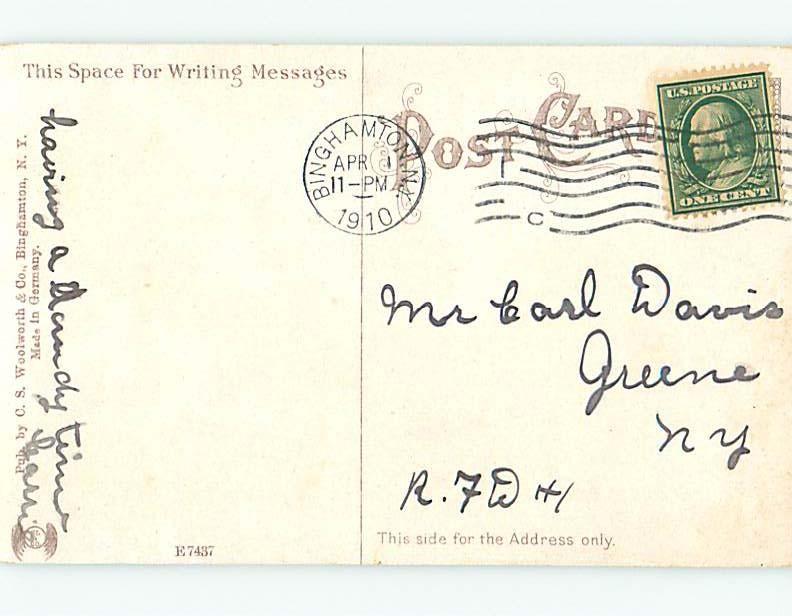 This Space For Writing Messages
having a dandy time
Pub. by C. S. Woolworth & Co., Binghamton, N. Y.
Made in Germany.
E7437
POST CARD
BINGHAMTON, N.Y.
APR 1
11-PM
1910
C
U.S. POSTAGE
ONE CENT
Mr Carl Davis
Greene
NY
R.F.D #1
This side for the Address only.